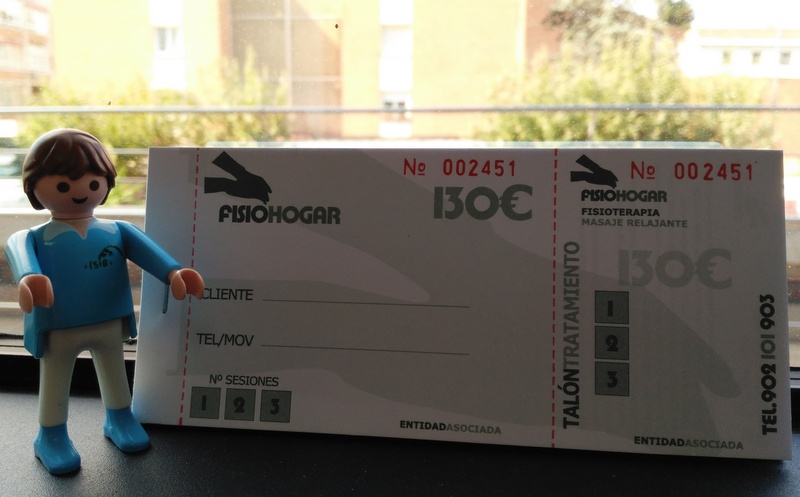 Nº 002451
FISIOHOGAR
130€
CLIENTE
TEL/MOV
Nº SESIONES
1 2 3
ENTIDADASOCIADA
Nº 002451
FISIOHOGAR
FISIOTERAPIA
MASAJE RELAJANTE
130€
TALÓNTRATAMIENTO
1
2
3
TEL.902 101 903
ENTIDADASOCIADA